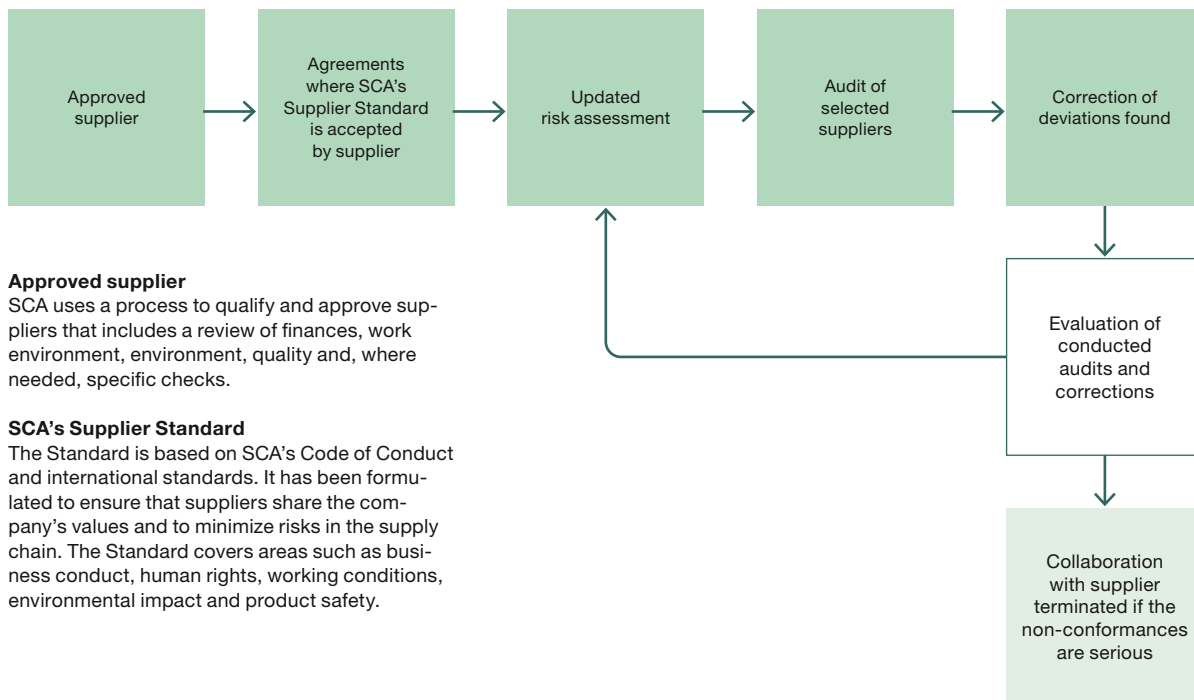 Approved
supplier
Agreements
where SCA's
Supplier Standard
is accepted
by supplier
Updated
risk assessment
Audit of
selected
suppliers
Correction of
deviations found
Approved supplier
SCA uses a process to qualify and approve sup-
pliers that includes a review of finances, work
environment, environment, quality and, where
needed, specific checks.
SCA's Supplier Standard
The Standard is based on SCA's Code of Conduct
and international standards. It has been formu-
lated to ensure that suppliers share the com-
pany's values and to minimize risks in the supply
chain. The Standard covers areas such as busi-
ness conduct, human rights, working conditions,
environmental impact and product safety.
Evaluation of
conducted
audits and
corrections
Collaboration
with supplier
terminated if the
non-conformances
are serious